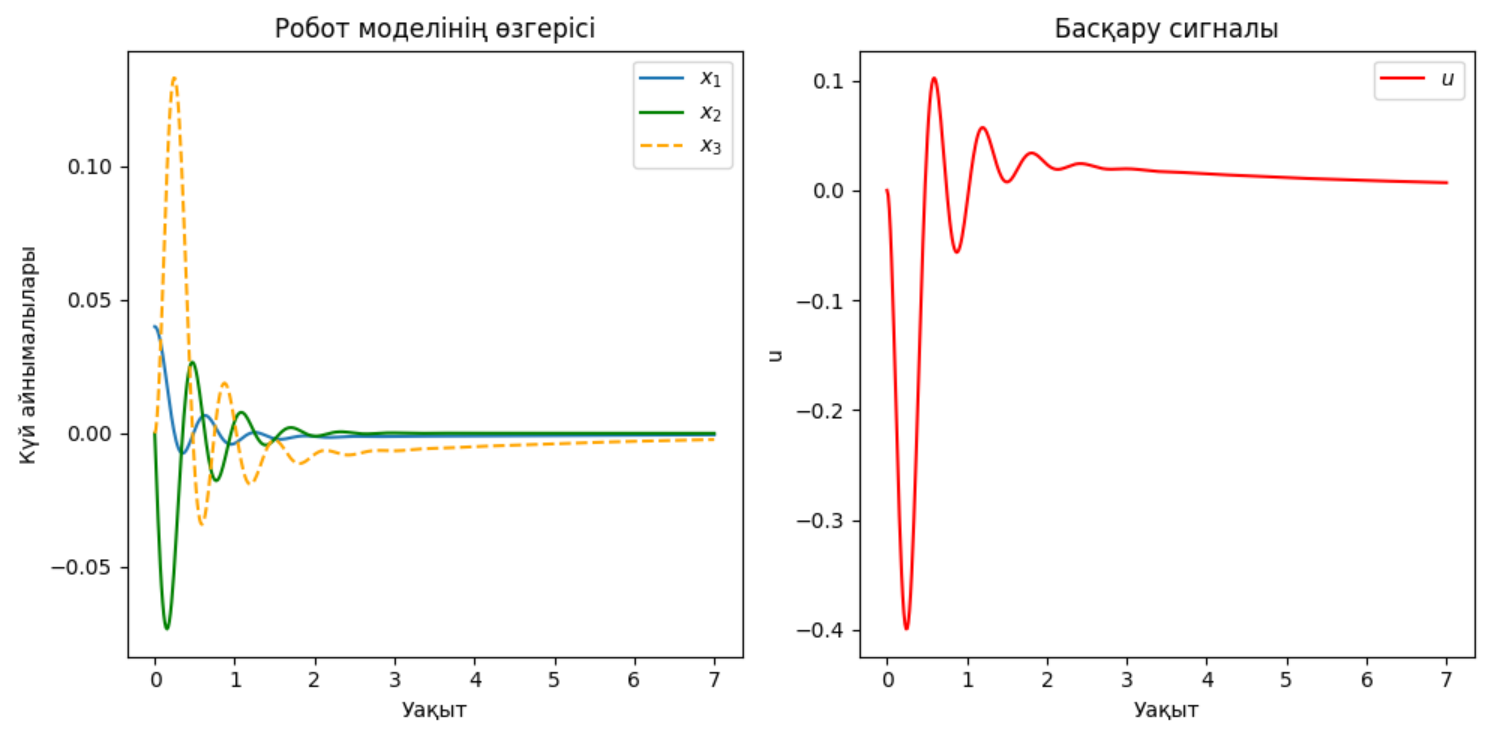 Робот моделінің өзгерісі
Күй айнымалылары
0.10
0.05
0.00
−0.05
x₁
x₂
x₃
0 1 2 3 4 5 6 7
Уақыт
Басқару сигналы
u
0.1
0.0
−0.1
−0.2
−0.3
−0.4
u
0 1 2 3 4 5 6 7
Уақыт